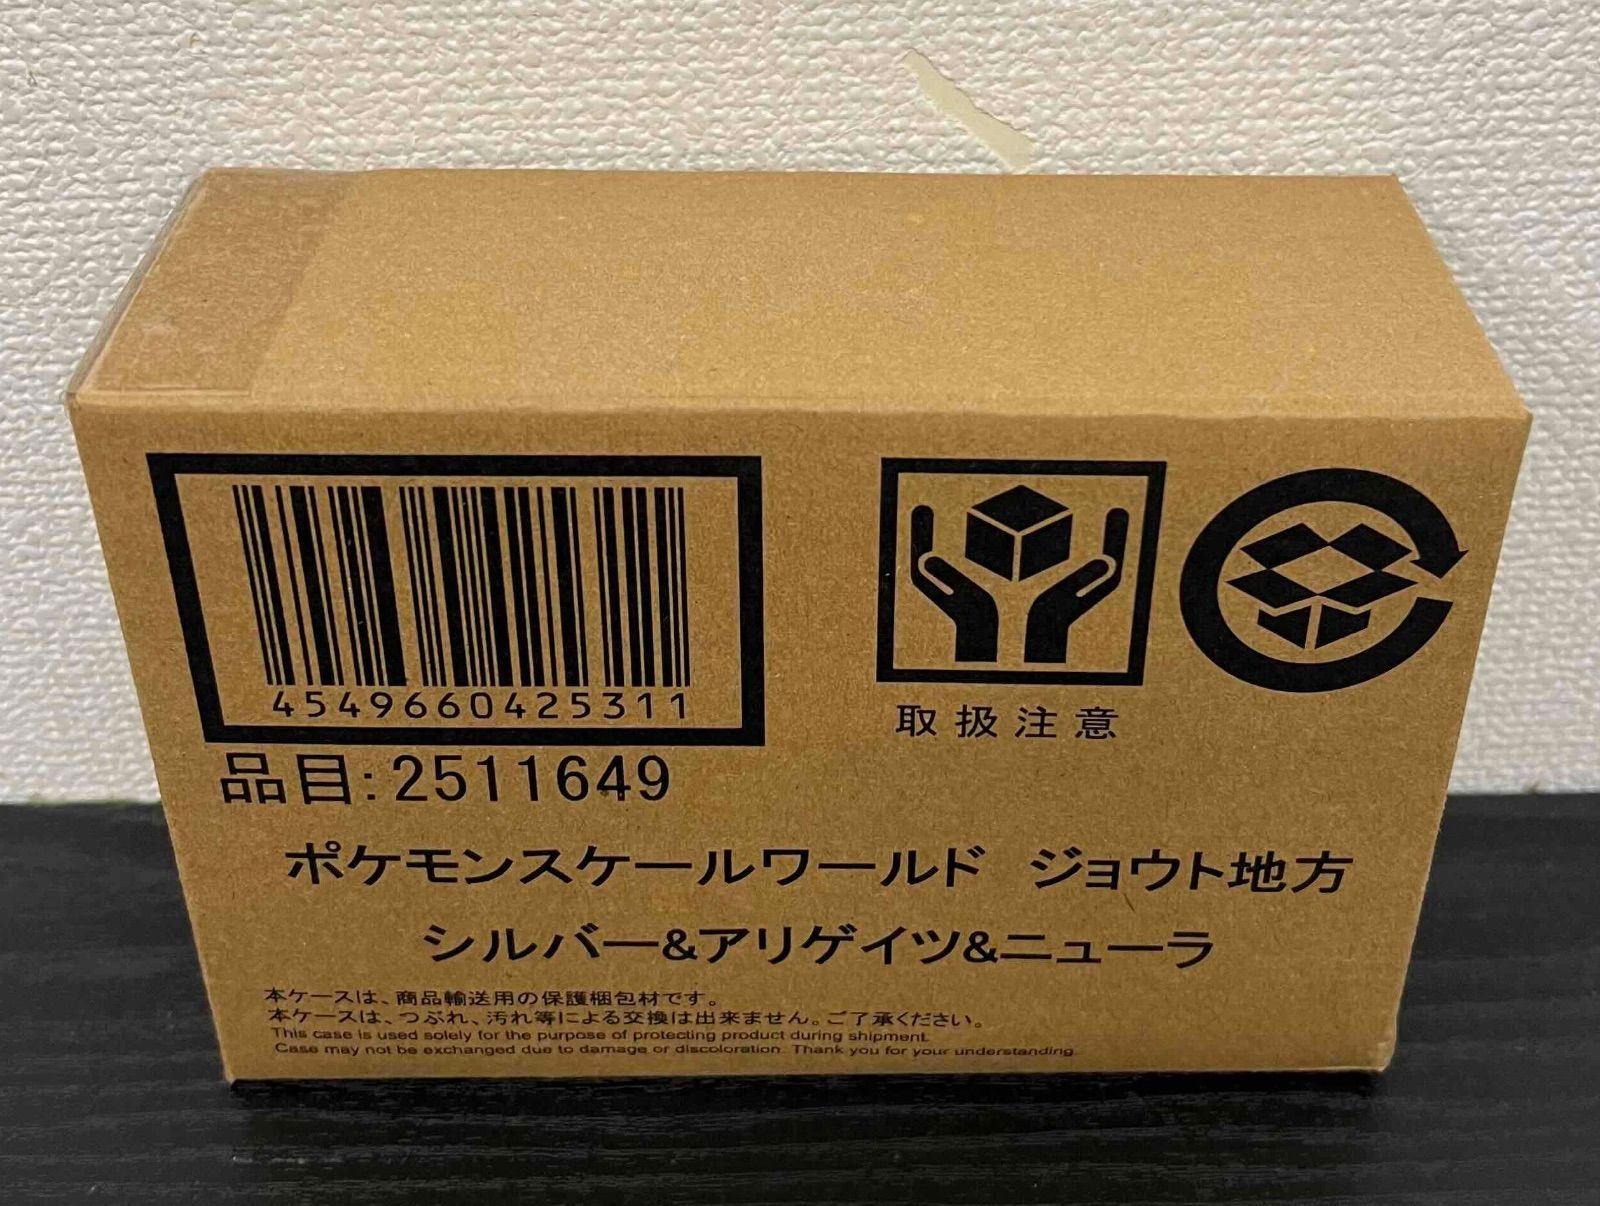 4549660425311
取扱注意
品目:2511649
ポケモンスケールワールド ジョウト地方
シルバー&アリゲイツ&ニューラ
本ケースは、商品輸送用の保護梱包材です。
本ケースは、つぶれ、汚れ等による交換は出来ません。ご了承ください。
This case is used solely for the purpose of protecting product during shipment.
Case may not be exchanged due to damage or discoloration. Thank you for your understanding.